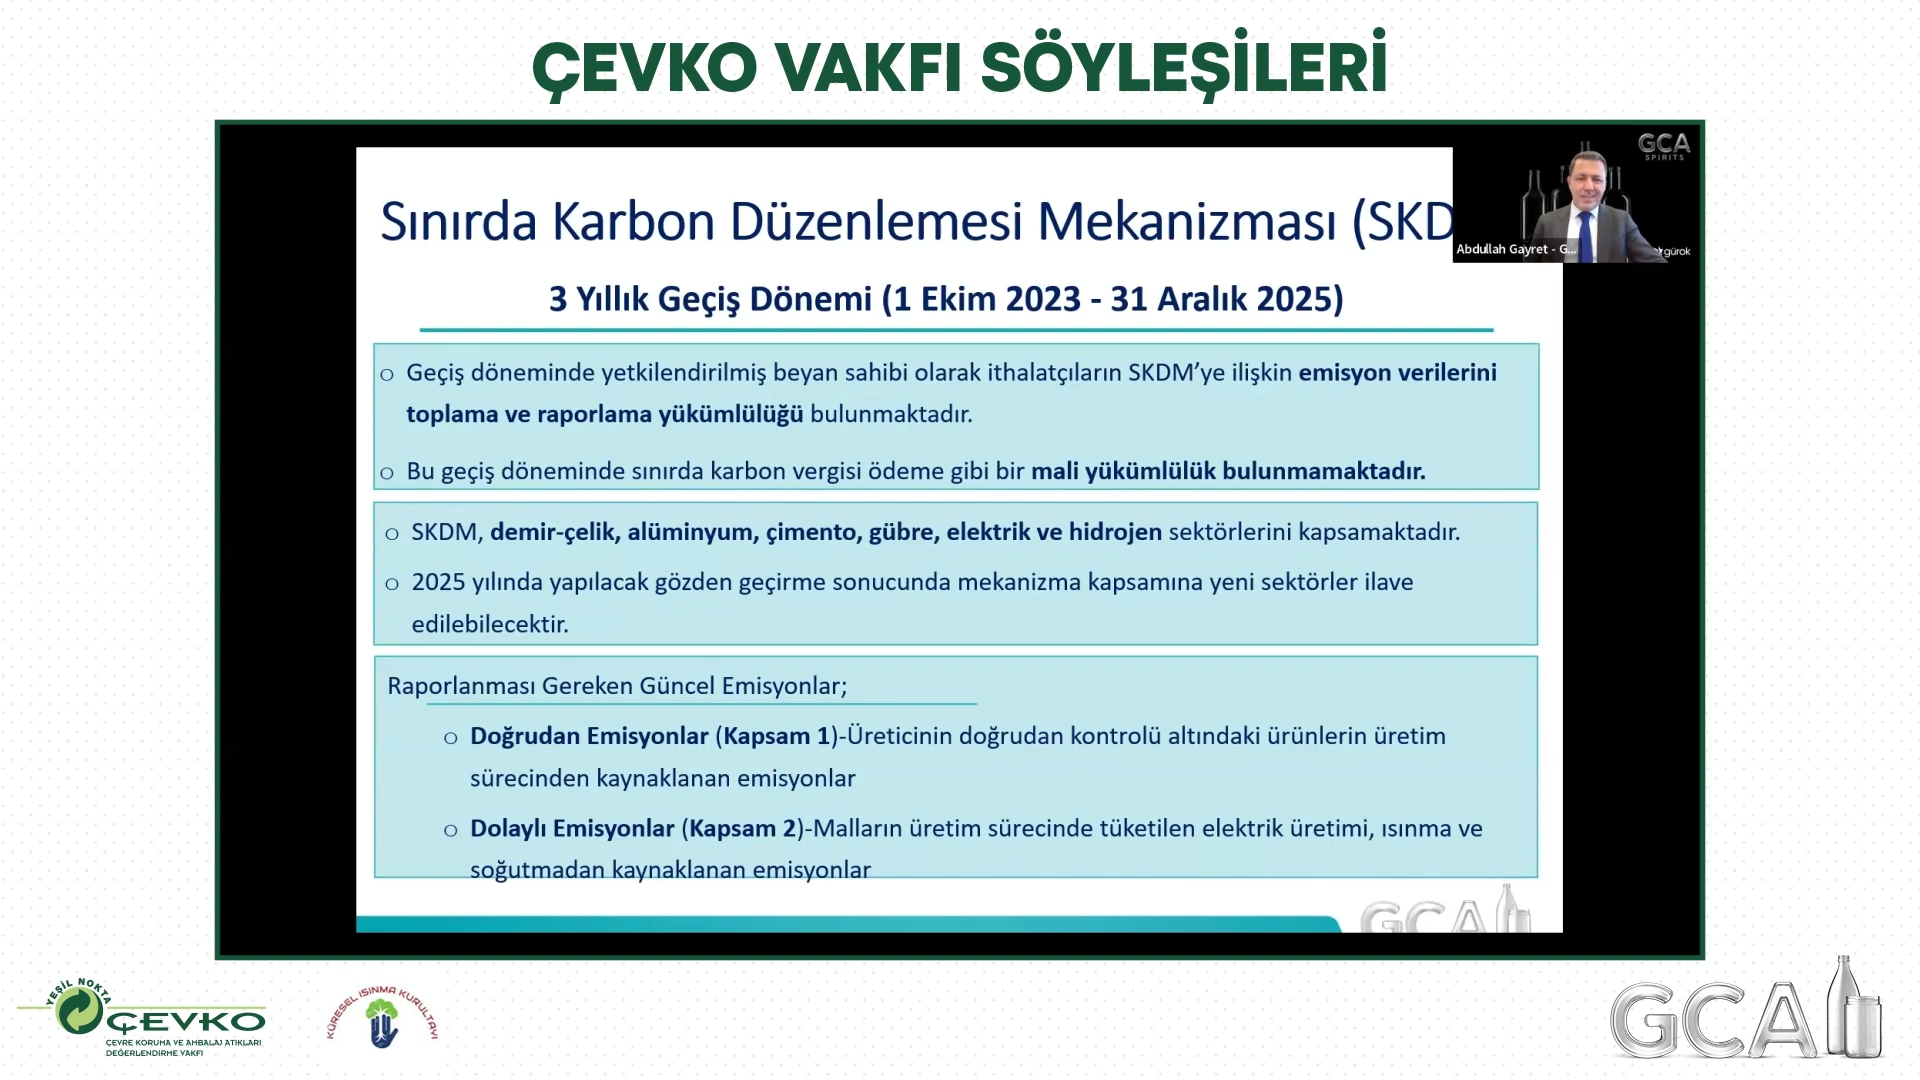 ÇEVKO VAKFI SÖYLEŞİLERİ
GCA
SPIRITS
Sınırda Karbon Düzenlemesi Mekanizması (SKD
Abdullah Gayret - G...
gürok
3 Yıllık Geçiş Dönemi (1 Ekim 2023 - 31 Aralık 2025)
o Geçiş döneminde yetkilendirilmiş beyan sahibi olarak ithalatçıların SKDM’ye ilişkin emisyon verilerini
toplama ve raporlama yükümlülüğü bulunmaktadır.
o Bu geçiş döneminde sınırda karbon vergisi ödeme gibi bir mali yükümlülük bulunmamaktadır.
o SKDM, demir-çelik, alüminyum, çimento, gübre, elektrik ve hidrojen sektörlerini kapsamaktadır.
o 2025 yılında yapılacak gözden geçirme sonucunda mekanizma kapsamına yeni sektörler ilave
edilebilecektir.
Raporlanması Gereken Güncel Emisyonlar;
o Doğrudan Emisyonlar (Kapsam 1)-Üreticinin doğrudan kontrolü altındaki ürünlerin üretim
sürecinden kaynaklanan emisyonlar
o Dolaylı Emisyonlar (Kapsam 2)-Malların üretim sürecinde tüketilen elektrik üretimi, ısınma ve
soğutmadan kaynaklanan emisyonlar
GCA
YEŞİL NOKTA
ÇEVKO
ÇEVRE KORUMA VE AMBALAJ ATIKLARI
DEĞERLENDİRME VAKFI
KÜRESEL ISINMA KURULTAYI
GCA